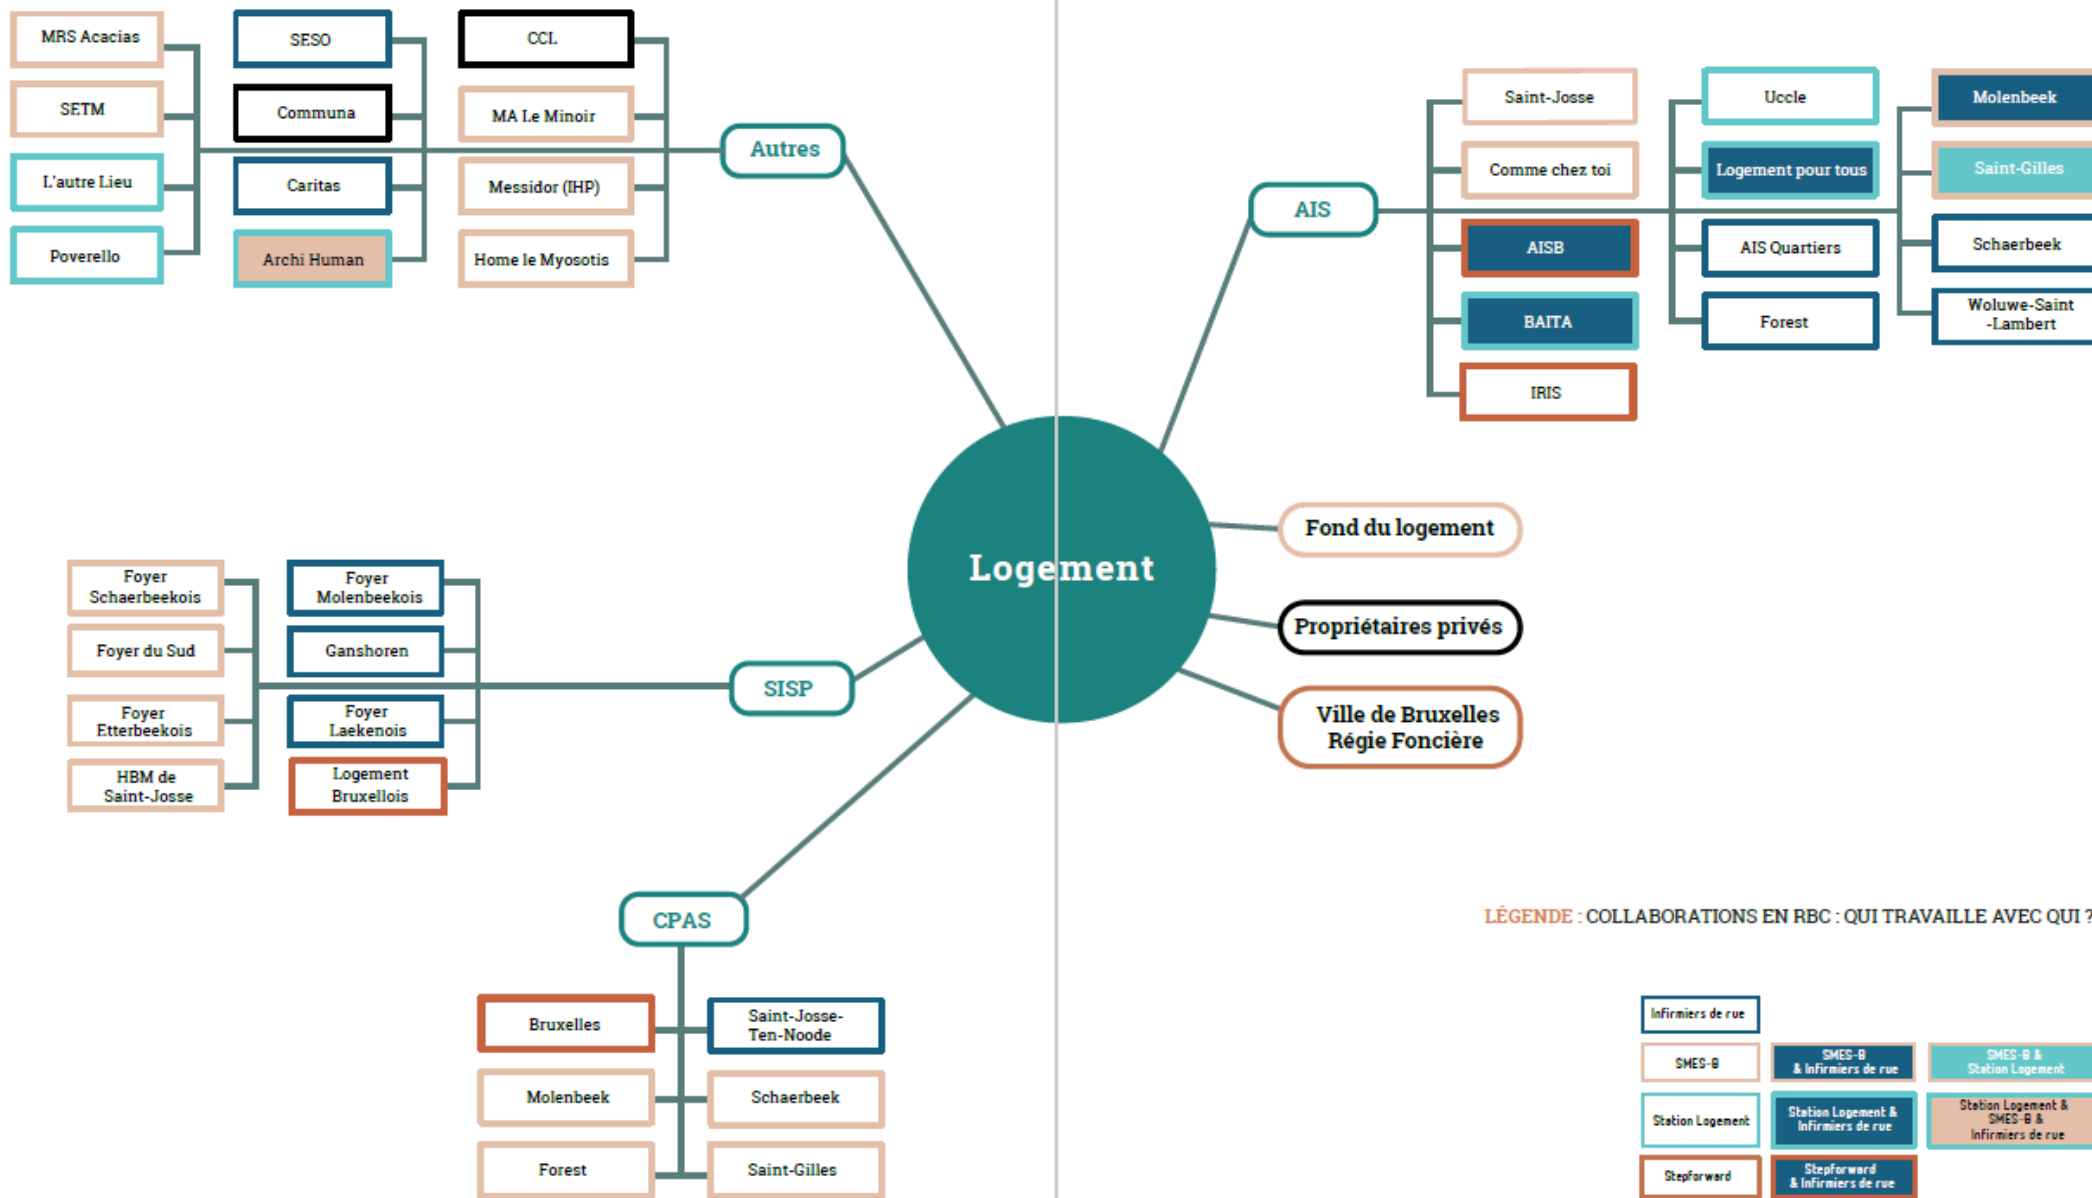 MRS Acacias
SETM
L'autre Lieu
Poverello
SESO
Communa
Caritas
Archi Human
CCL
MA Le Minoir
Messidor (IHP)
Home le Myosotis
Autres
AIS
Saint-Josse
Comme chez toi
AISB
BAITA
IRIS
Uccle
Logement pour tous
AIS Quartiers
Forest
Molenbeek
Saint-Gilles
Schaerbeek
Woluwe-Saint
-Lambert
Logement
Fond du logement
Propriétaires privés
Ville de Bruxelles
Régie Foncière
Foyer
Schaerbeekois
Foyer du Sud
Foyer
Etterbeekois
HBM de
Saint-Josse
Foyer
Molenbeekois
Ganshoren
Foyer
Laekenois
Logement
Bruxellois
SISP
CPAS
Bruxelles
Molenbeek
Forest
Saint-Josse-
Ten-Noode
Schaerbeek
Saint-Gilles
LÉGENDE : COLLABORATIONS EN RBC : QUI TRAVAILLE AVEC QUI ?
Infirmiers de rue
SMES-B
SMES-B
& Infirmiers de rue
SMES-B &
Station Logement
Station Logement
Station Logement &
Infirmiers de rue
Station Logement &
SMES-B &
Infirmiers de rue
Stepforward
Stepforward
& Infirmiers de rue